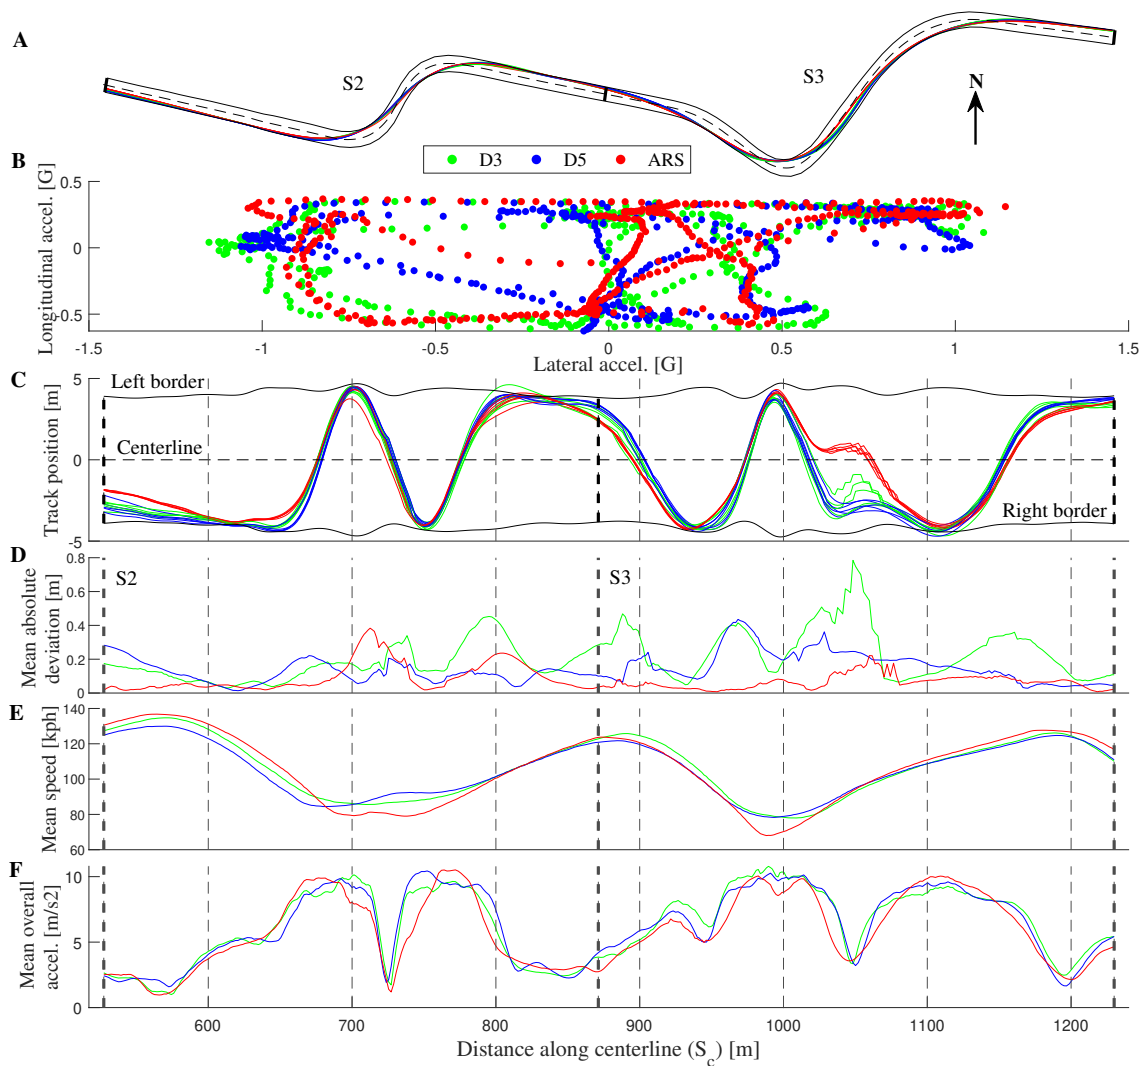 A
S2
S3
N
B
D3 D5 ARS
Longitudinal accel. [G]
0.5
0
-0.5
-1.5 -1 -0.5 0 0.5 1 1.5
Lateral accel. [G]
C
Track position [m]
5
0
-5
Left border
Centerline
Right border
D
Mean absolute
deviation [m]
0.8
0.6
0.4
0.2
0
S2
S3
E
Mean speed [kph]
140
120
100
80
60
F
Mean overall
accel. [m/s2]
10
5
0
600 700 800 900 1000 1100 1200
Distance along centerline (S_c) [m]